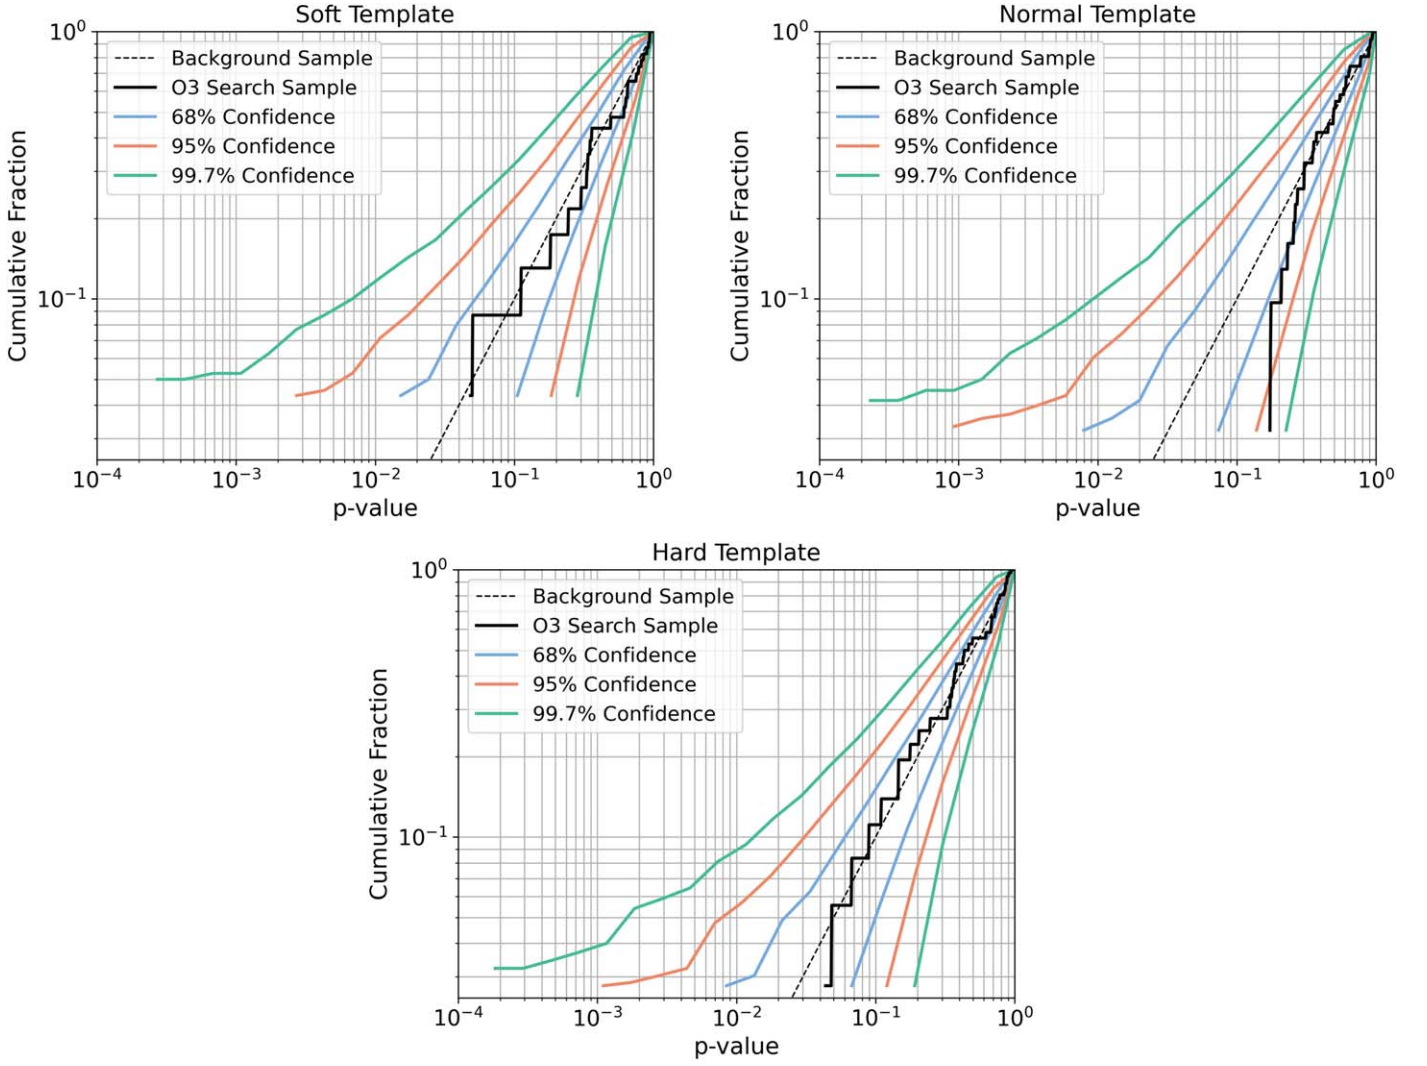 Soft Template
10^0
10^-1
Cumulative Fraction
Background Sample
O3 Search Sample
68% Confidence
95% Confidence
99.7% Confidence
10^-4 10^-3 10^-2 10^-1 10^0
p-value
Normal Template
10^0
10^-1
Cumulative Fraction
Background Sample
O3 Search Sample
68% Confidence
95% Confidence
99.7% Confidence
10^-4 10^-3 10^-2 10^-1 10^0
p-value
Hard Template
10^0
10^-1
Cumulative Fraction
Background Sample
O3 Search Sample
68% Confidence
95% Confidence
99.7% Confidence
10^-4 10^-3 10^-2 10^-1 10^0
p-value